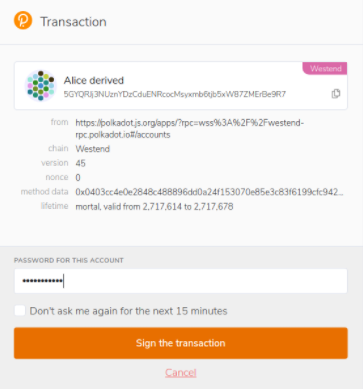 Transaction
Westend
Alice derived
5GYQRJj3NUznYDzCduENRcocMsyxmb6tjb5xW87ZMErBe9R7
from https://polkadot.js.org/apps/?rpc=wss%3A%2F%2Fwestend-
rpc.polkadot.io#/accounts
chain Westend
version 45
nonce 0
method data 0x0403cc4e0e2848c488896dd0a24f153070e85e3c83f6199cfc942...
lifetime mortal, valid from 2,717,614 to 2,717,678
PASSWORD FOR THIS ACCOUNT
•••••••••••
Don't ask me again for the next 15 minutes
Sign the transaction
Cancel